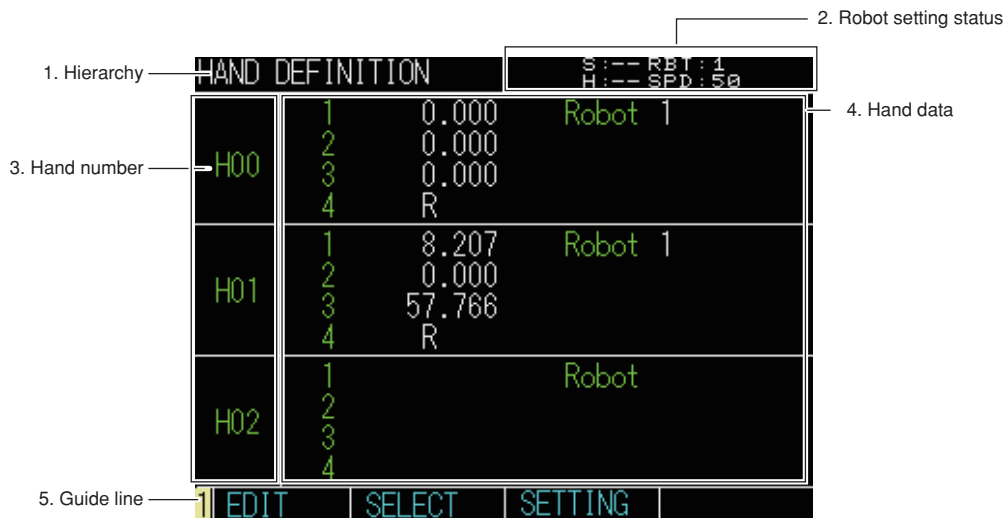 2. Robot setting status
1. Hierarchy
HAND DEFINITION
S:-- RBT:1
H:-- SPD:50
4. Hand data
3. Hand number
H00
1 0.000 Robot 1
2 0.000
3 0.000
4 R
H01
1 8.207 Robot 1
2 0.000
3 57.766
4 R
H02
1 Robot
2
3
4
5. Guide line
1 EDIT SELECT SETTING